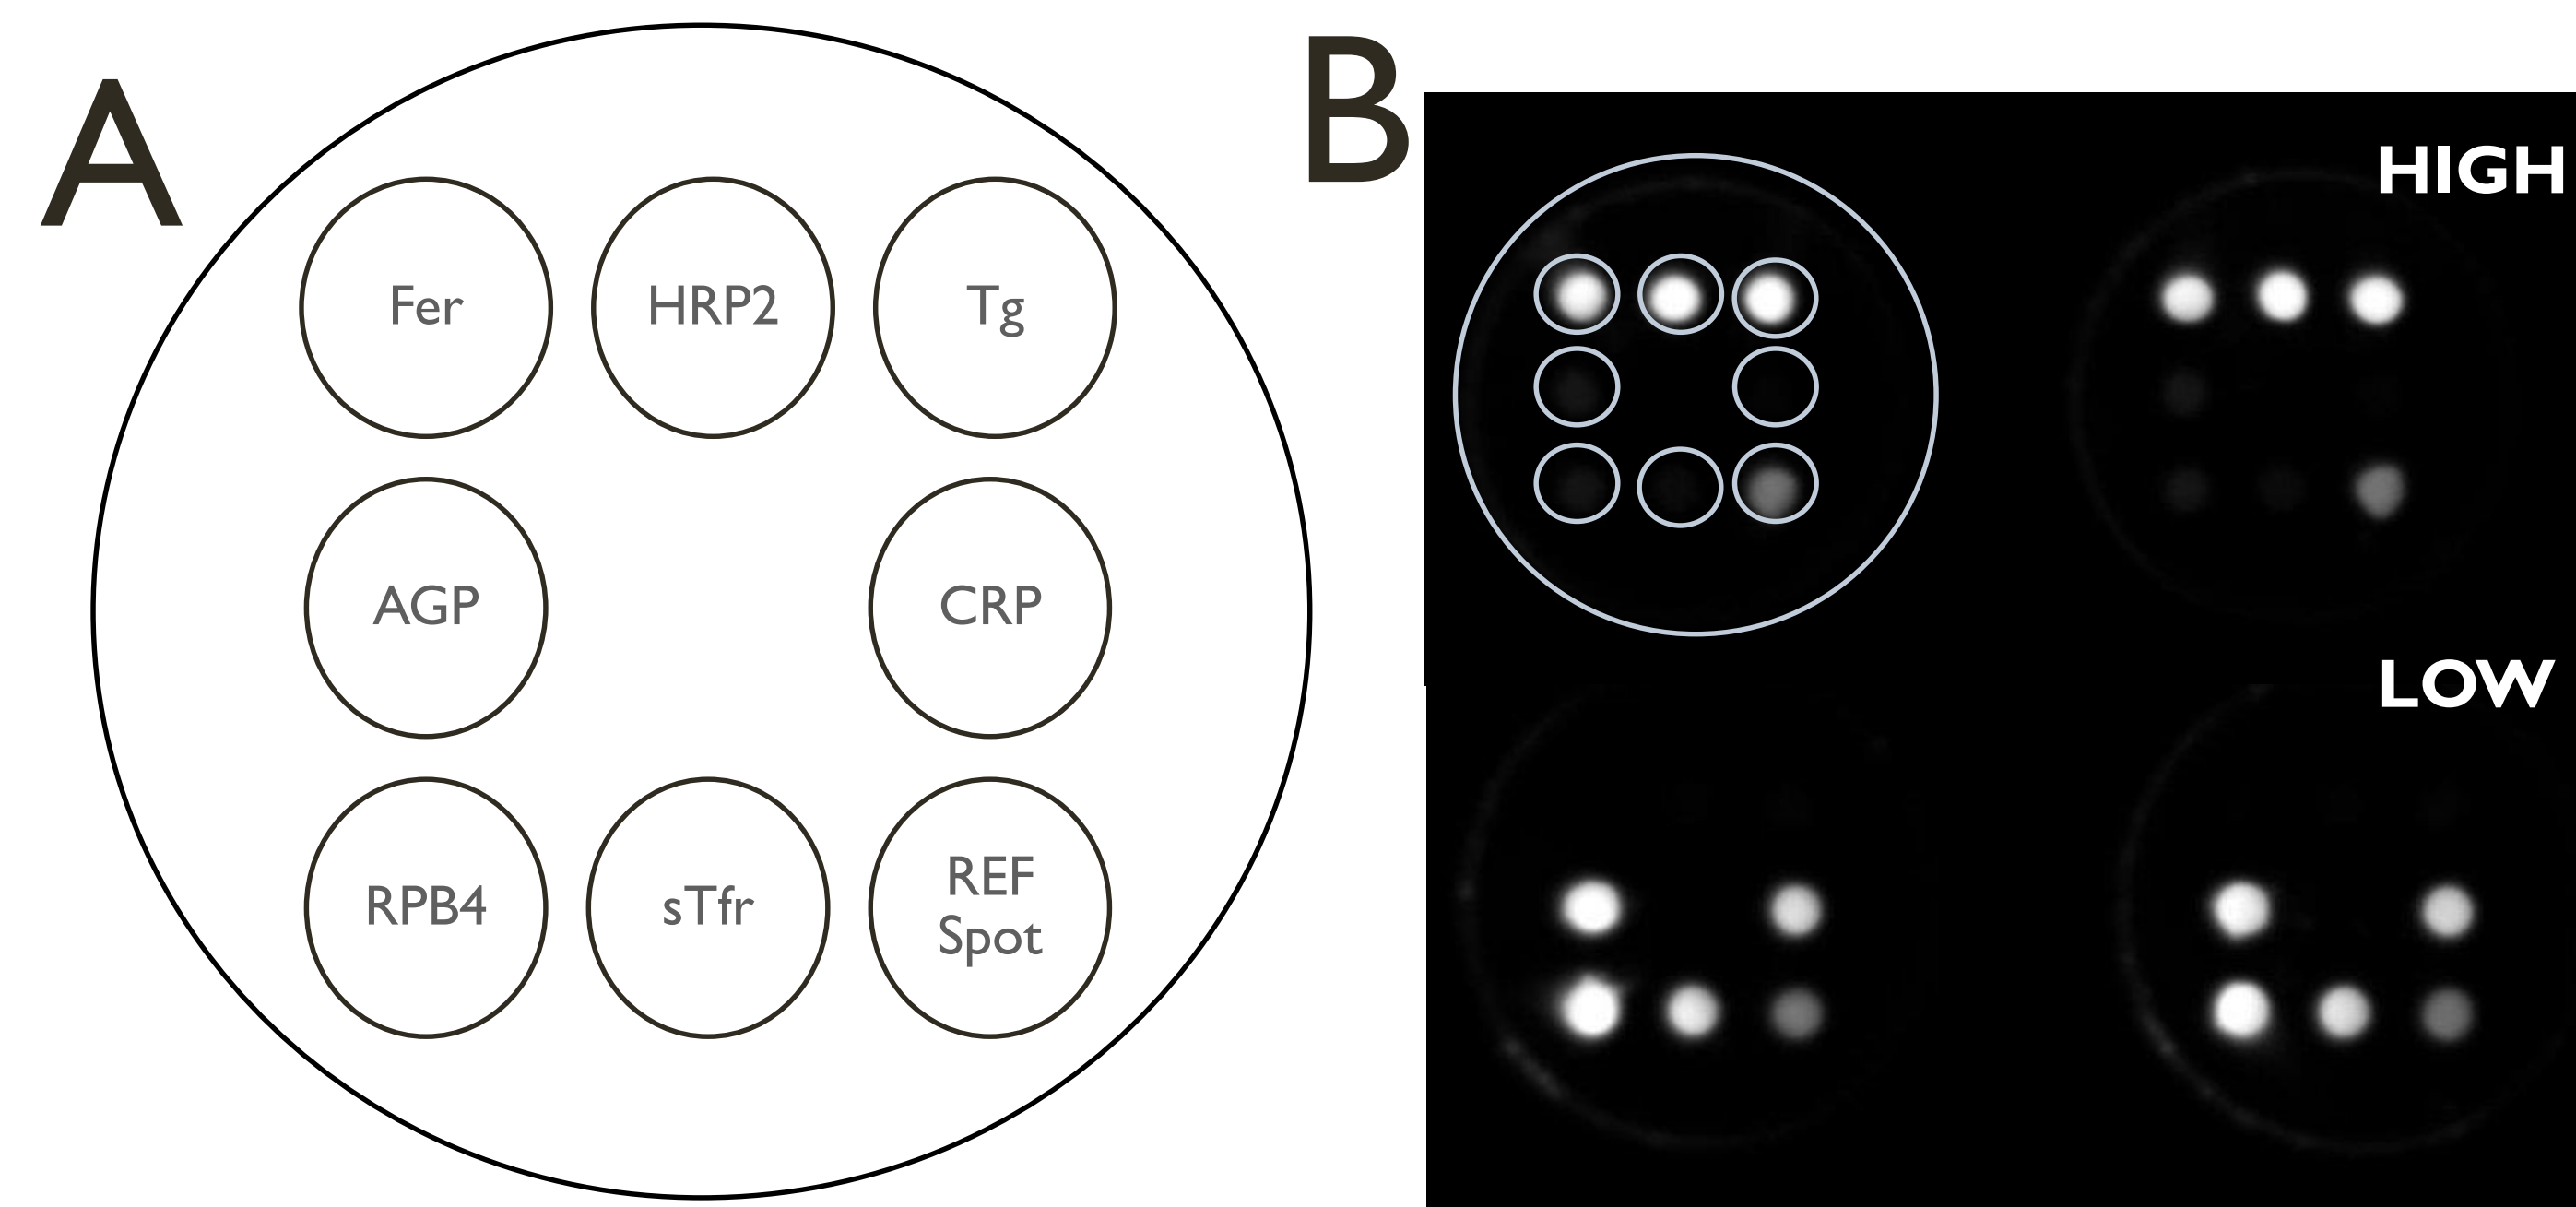 A
Fer
HRP2
Tg
AGP
CRP
RPB4
sTfr
REF
Spot
B
HIGH
LOW